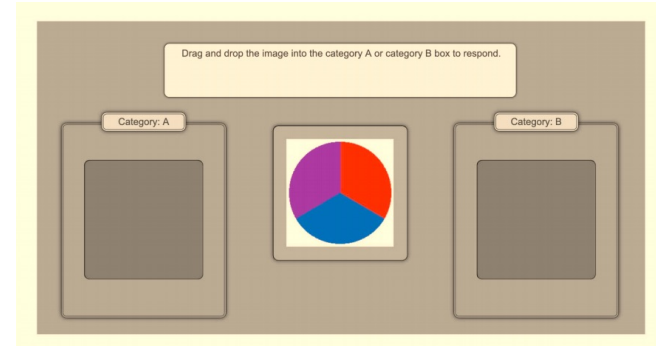 Drag and drop the image into the category A or category B box to respond.
Category: A
Category: B